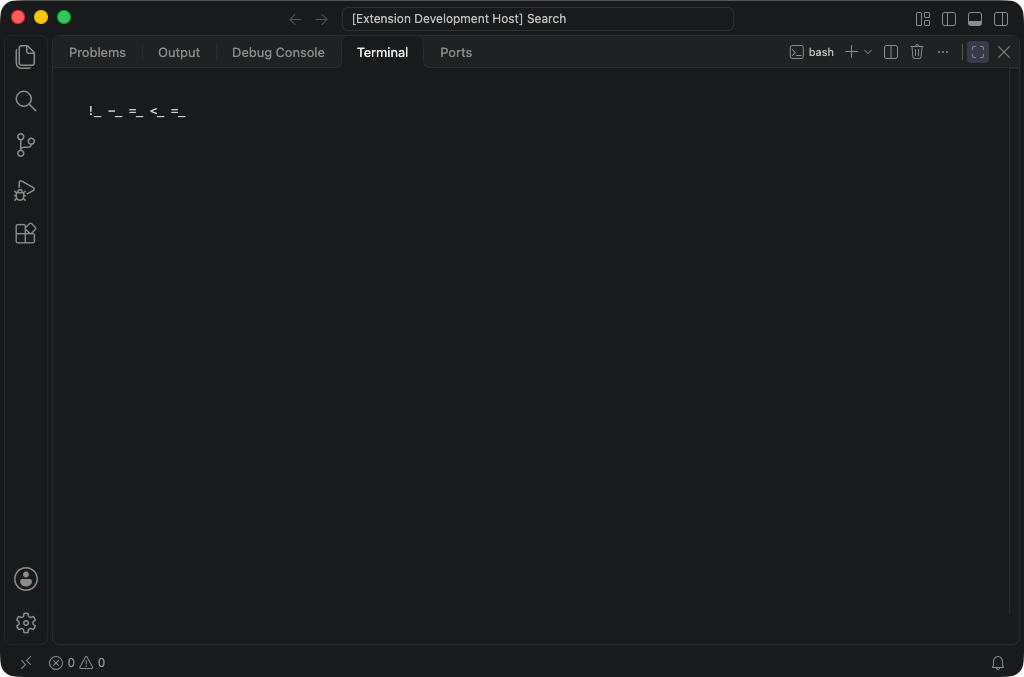 [Extension Development Host] Search
Problems Output Debug Console Terminal Ports bash
!_ -_ =_ <_ =_
0 0